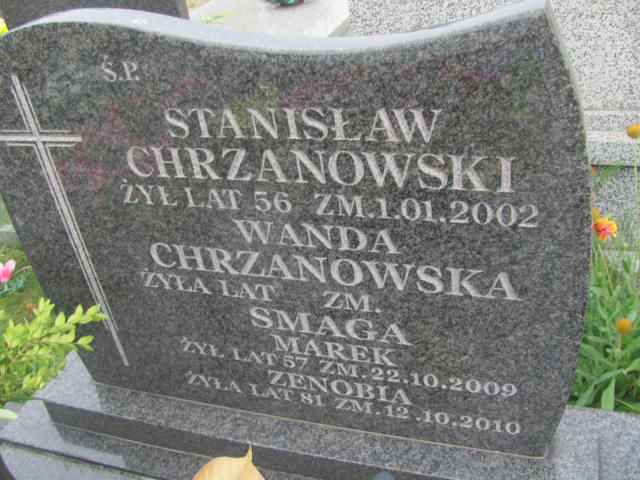 Ś.P.
STANISŁAW
CHRZANOWSKI
ŻYŁ LAT 56 ZM.1.01.2002
WANDA
CHRZANOWSKA
ŻYŁA LAT ZM.
SMAGA
MAREK
ŻYŁ LAT 57 ZM. 22.10.2009
ZENOBIA
ŻYŁA LAT 81 ZM. 12.10.2010